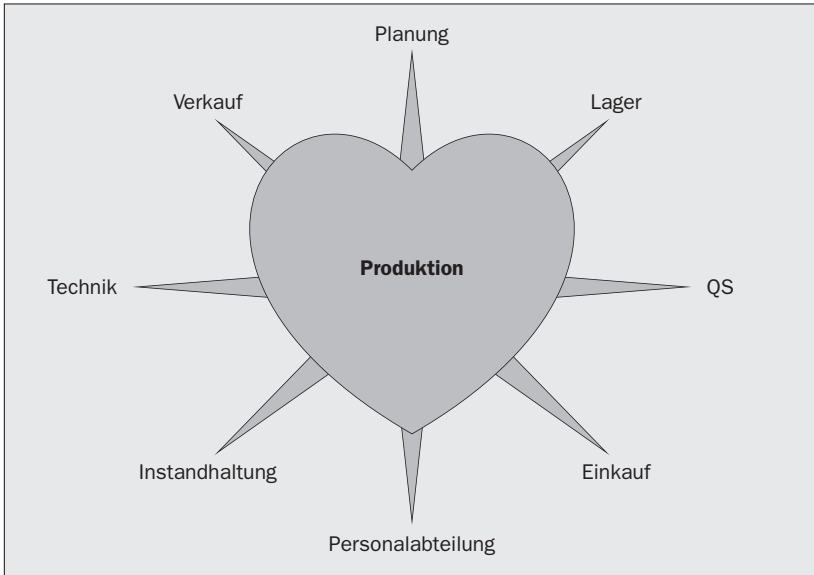 Planung
Verkauf
Lager
Produktion
Technik
QS
Instandhaltung
Einkauf
Personalabteilung